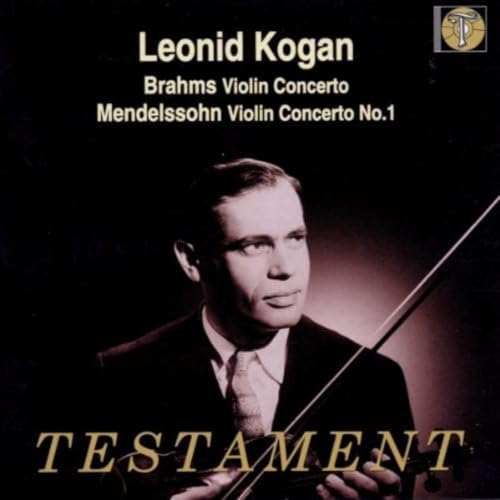 Leonid Kogan
Brahms Violin Concerto
Mendelssohn Violin Concerto No.1
T
TESTAMENT